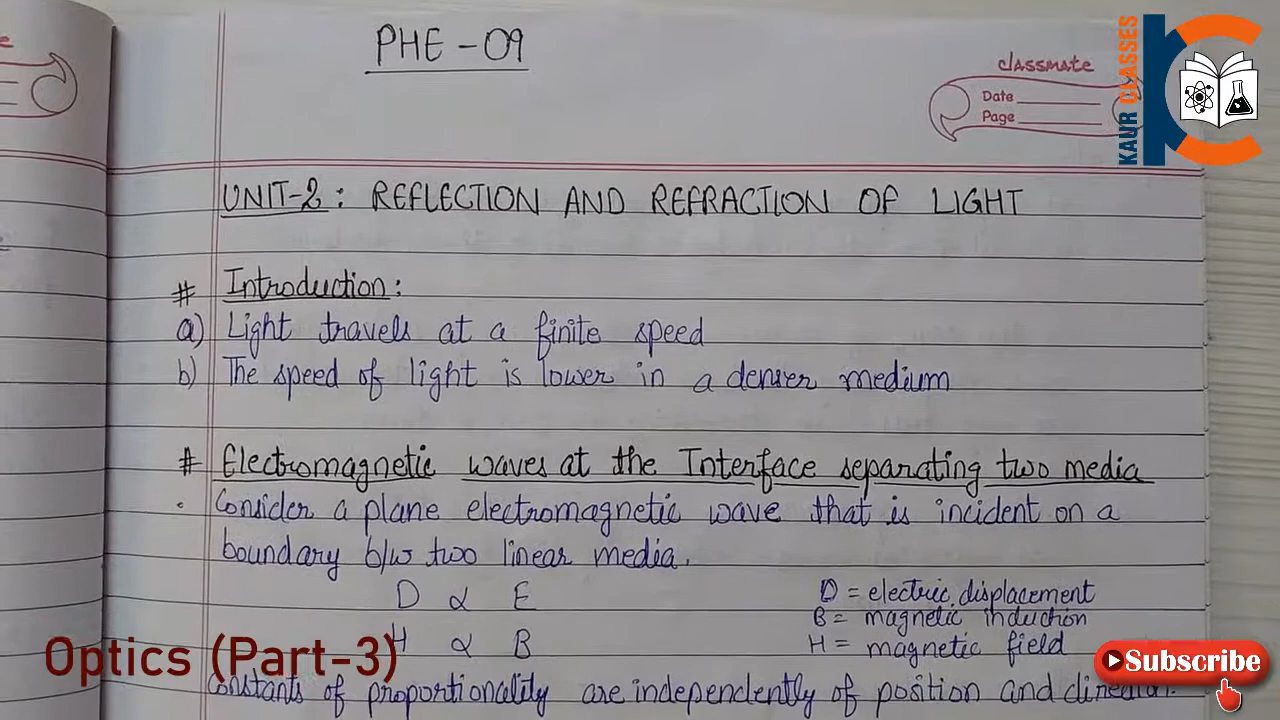 PHE - 09
classmate
Date
Page
KAUR CLASSES
UNIT-2 : REFLECTION AND REFRACTION OF LIGHT
# Introduction :
a) Light travels at a finite speed
b) The speed of light is lower in a denser medium
# Electromagnetic waves at the Interface separating two media
. Consider a plane electromagnetic wave that is incident on a
boundary b/w two linear media.
D ∝ E D = electric displacement
B = magnetic induction
H ∝ B H = magnetic field
Optics (Part-3)
Subscribe
Constants of proportionality are independently of position and